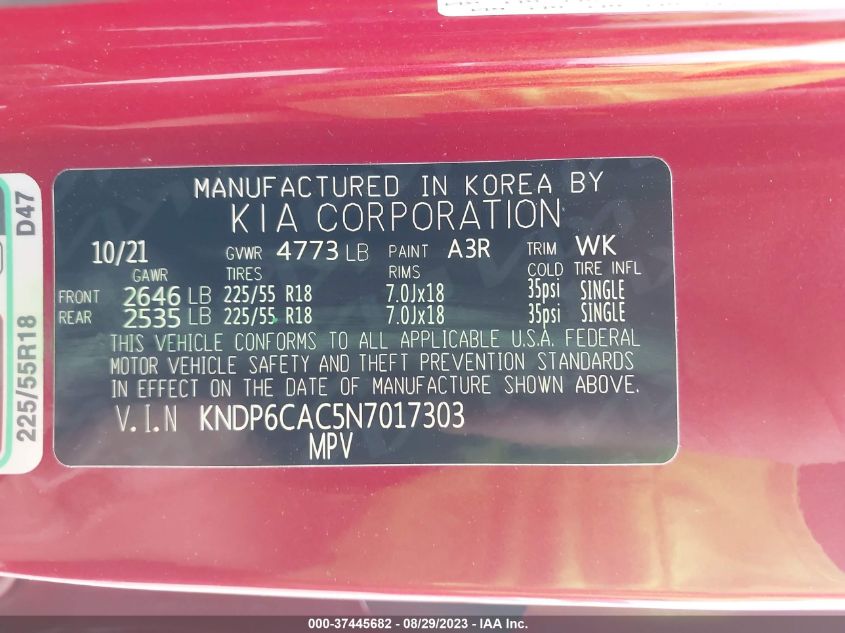 MANUFACTURED IN KOREA BY
KIA CORPORATION
10/21 GVWR 4773 LB PAINT A3R TRIM WK
GAWR TIRES RIMS COLD TIRE INFL
FRONT 2646 LB 225/55 R18 7.0Jx18 35psi SINGLE
REAR 2535 LB 225/55 R18 7.0Jx18 35psi SINGLE
THIS VEHICLE CONFORMS TO ALL APPLICABLE U.S.A. FEDERAL
MOTOR VEHICLE SAFETY AND THEFT PREVENTION STANDARDS
IN EFFECT ON THE DATE OF MANUFACTURE SHOWN ABOVE.
V.I.N KNDP6CAC5N7017303
MPV
225/55R18 D47
000-37445682 - 08/29/2023 - IAA Inc.